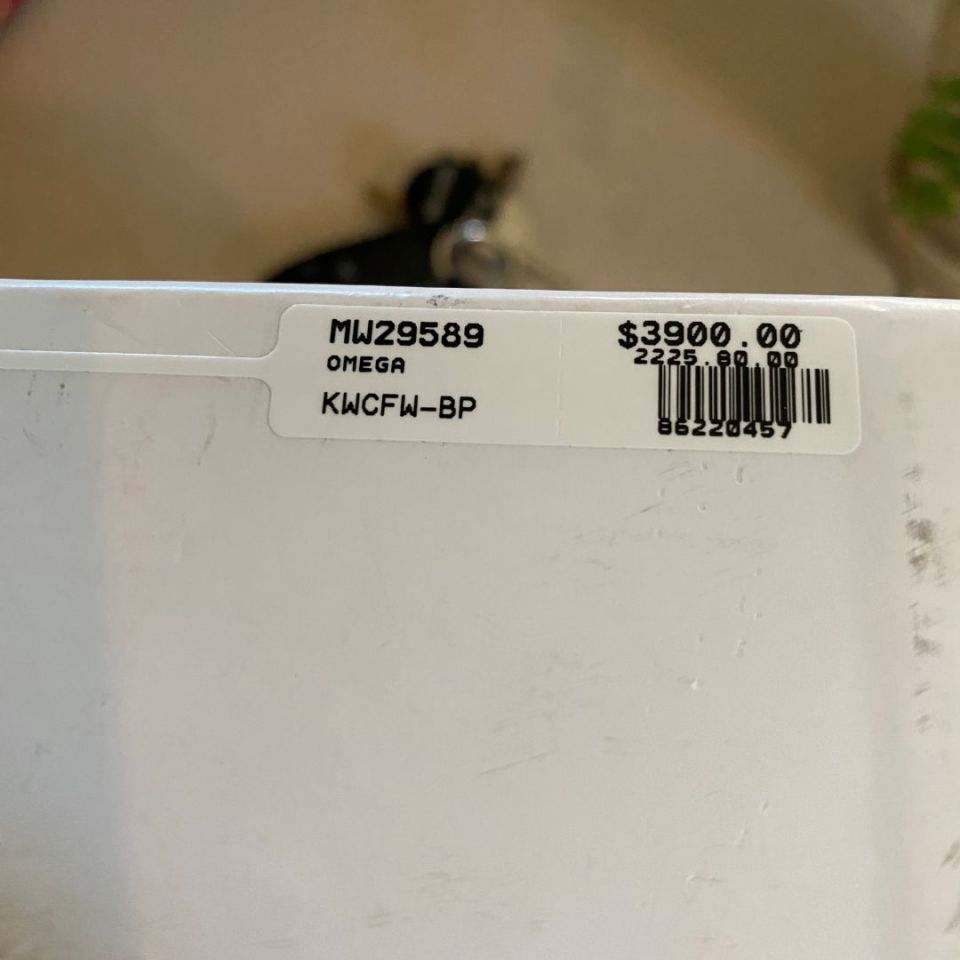 MW29589
OMEGA
KWCFW-BP
$3900.00
2225.80.00
86220457